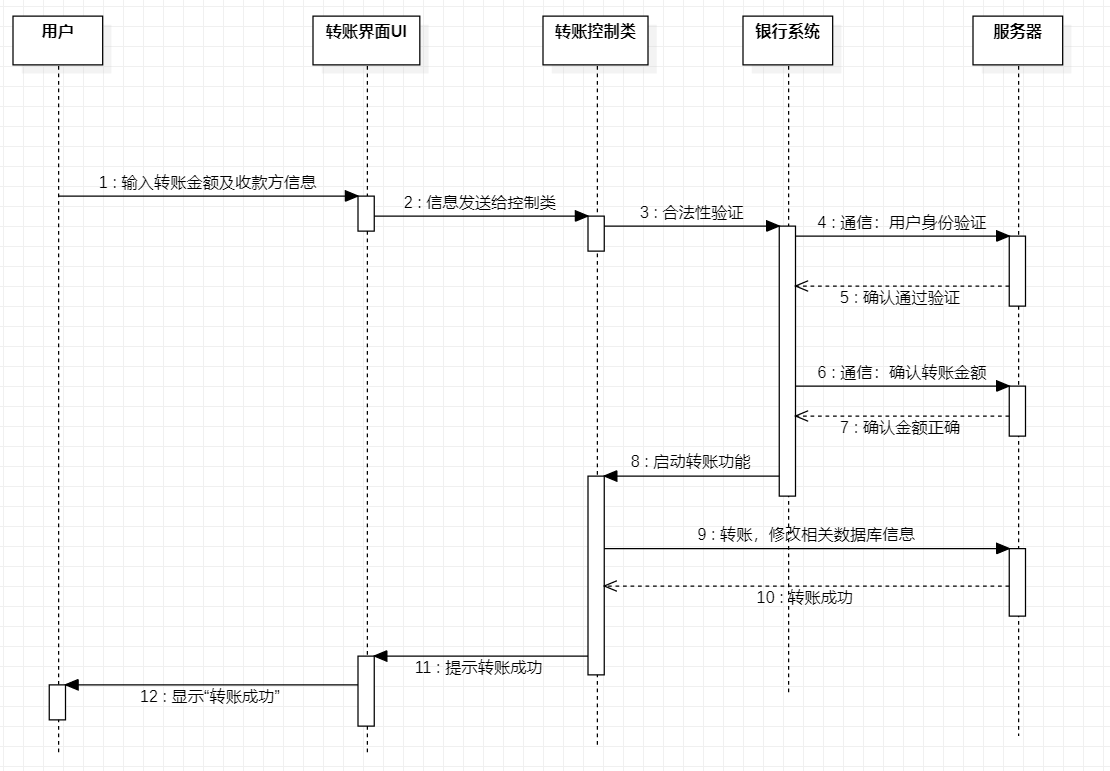 用户
转账界面UI
转账控制类
银行系统
服务器
1 : 输入转账金额及收款方信息
2 : 信息发送给控制类
3 : 合法性验证
4 : 通信：用户身份验证
5 : 确认通过验证
6 : 通信：确认转账金额
7 : 确认金额正确
8 : 启动转账功能
9 : 转账，修改相关数据库信息
10 : 转账成功
11 : 提示转账成功
12 : 显示“转账成功”